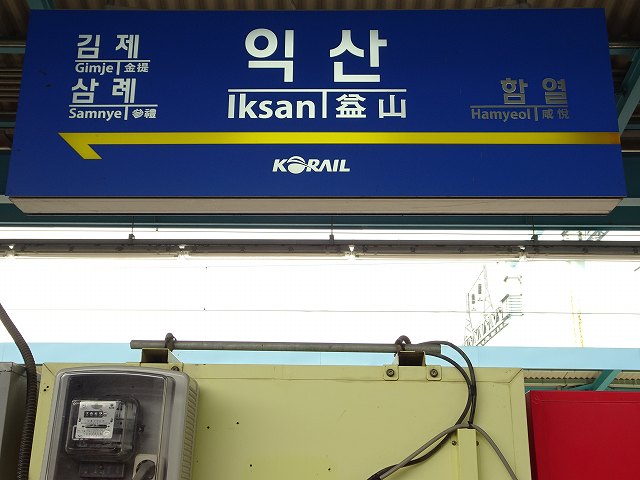 김 제
Gimje 金提
삼 례
Samnye 參禮
익 산
Iksan 益山
함 열
Hamyeol 咸悅
KORAIL